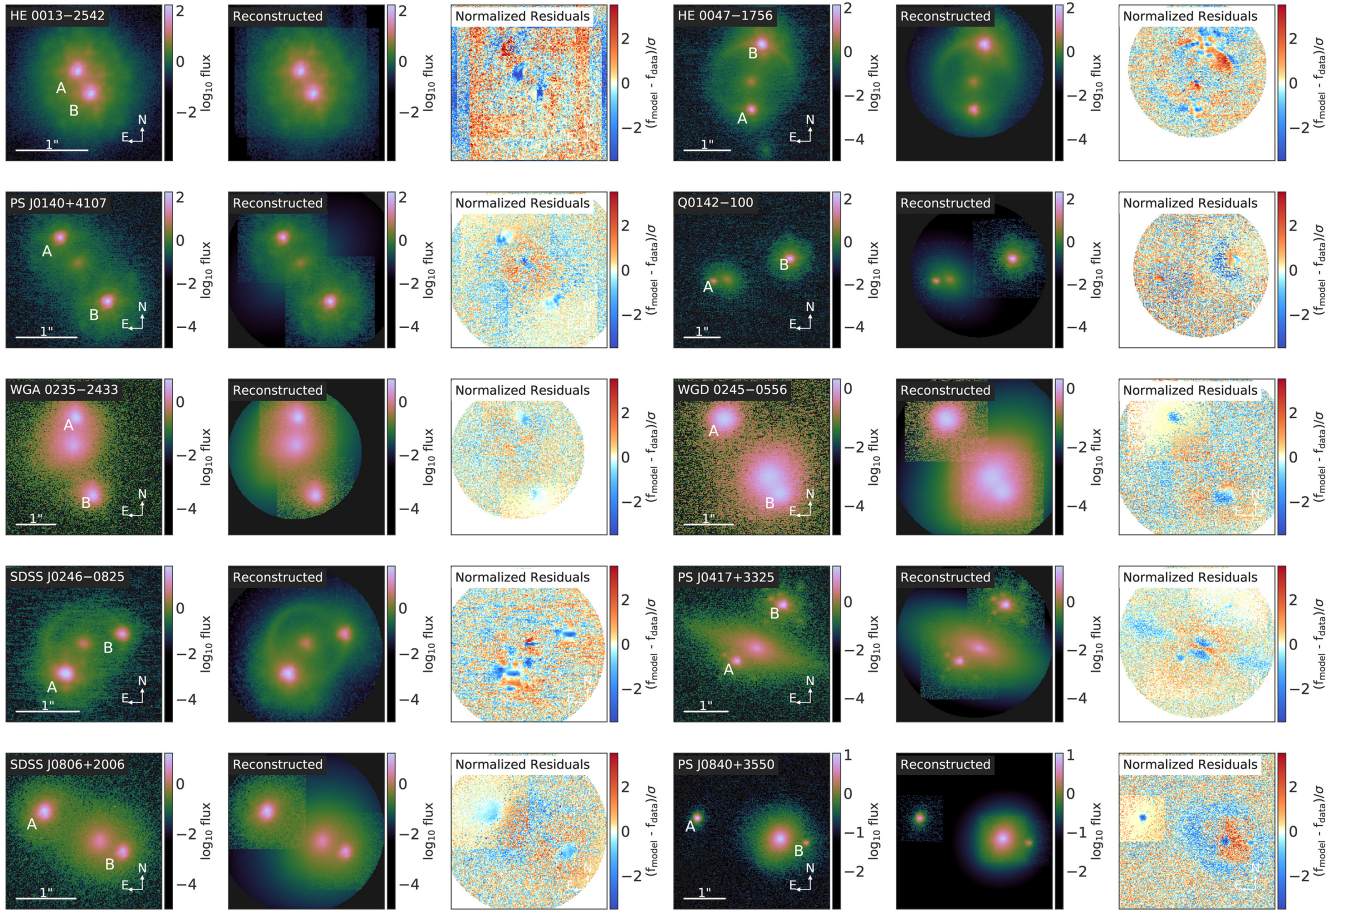 HE 0013−2542
A
B
1"
N
E
2
0
−2
log10 flux
Reconstructed
2
0
−2
log10 flux
Normalized Residuals
2
0
−2
(fmodel - fdata)/σ
HE 0047−1756
B
A
1"
N
E
2
0
−2
−4
log10 flux
Reconstructed
2
0
−2
−4
log10 flux
Normalized Residuals
2
0
−2
(fmodel - fdata)/σ
PS J0140+4107
A
B
1"
N
E
2
0
−2
−4
log10 flux
Reconstructed
2
0
−2
−4
log10 flux
Normalized Residuals
2
0
−2
(fmodel - fdata)/σ
Q0142−100
B
A
1"
N
E
2
0
−2
log10 flux
Reconstructed
2
0
−2
log10 flux
Normalized Residuals
2
0
−2
(fmodel - fdata)/σ
WGA 0235−2433
A
B
1"
N
E
0
−2
−4
log10 flux
Reconstructed
0
−2
−4
log10 flux
Normalized Residuals
2
0
−2
(fmodel - fdata)/σ
WGD 0245−0556
A
B
1"
N
E
0
−2
−4
log10 flux
Reconstructed
0
−2
−4
log10 flux
Normalized Residuals
2
0
−2
(fmodel - fdata)/σ
N
E
SDSS J0246−0825
B
A
1"
N
E
0
−2
−4
log10 flux
Reconstructed
0
−2
−4
log10 flux
Normalized Residuals
2
0
−2
(fmodel - fdata)/σ
PS J0417+3325
B
A
1"
N
E
0
−2
−4
log10 flux
Reconstructed
0
−2
−4
log10 flux
Normalized Residuals
2
0
−2
(fmodel - fdata)/σ
SDSS J0806+2006
A
B
1"
N
E
0
−2
−4
log10 flux
Reconstructed
0
−2
−4
log10 flux
Normalized Residuals
2
0
−2
(fmodel - fdata)/σ
PS J0840+3550
A
B
1"
N
E
1
0
−1
−2
log10 flux
Reconstructed
1
0
−1
−2
log10 flux
Normalized Residuals
2
0
−2
(fmodel - fdata)/σ
N
E